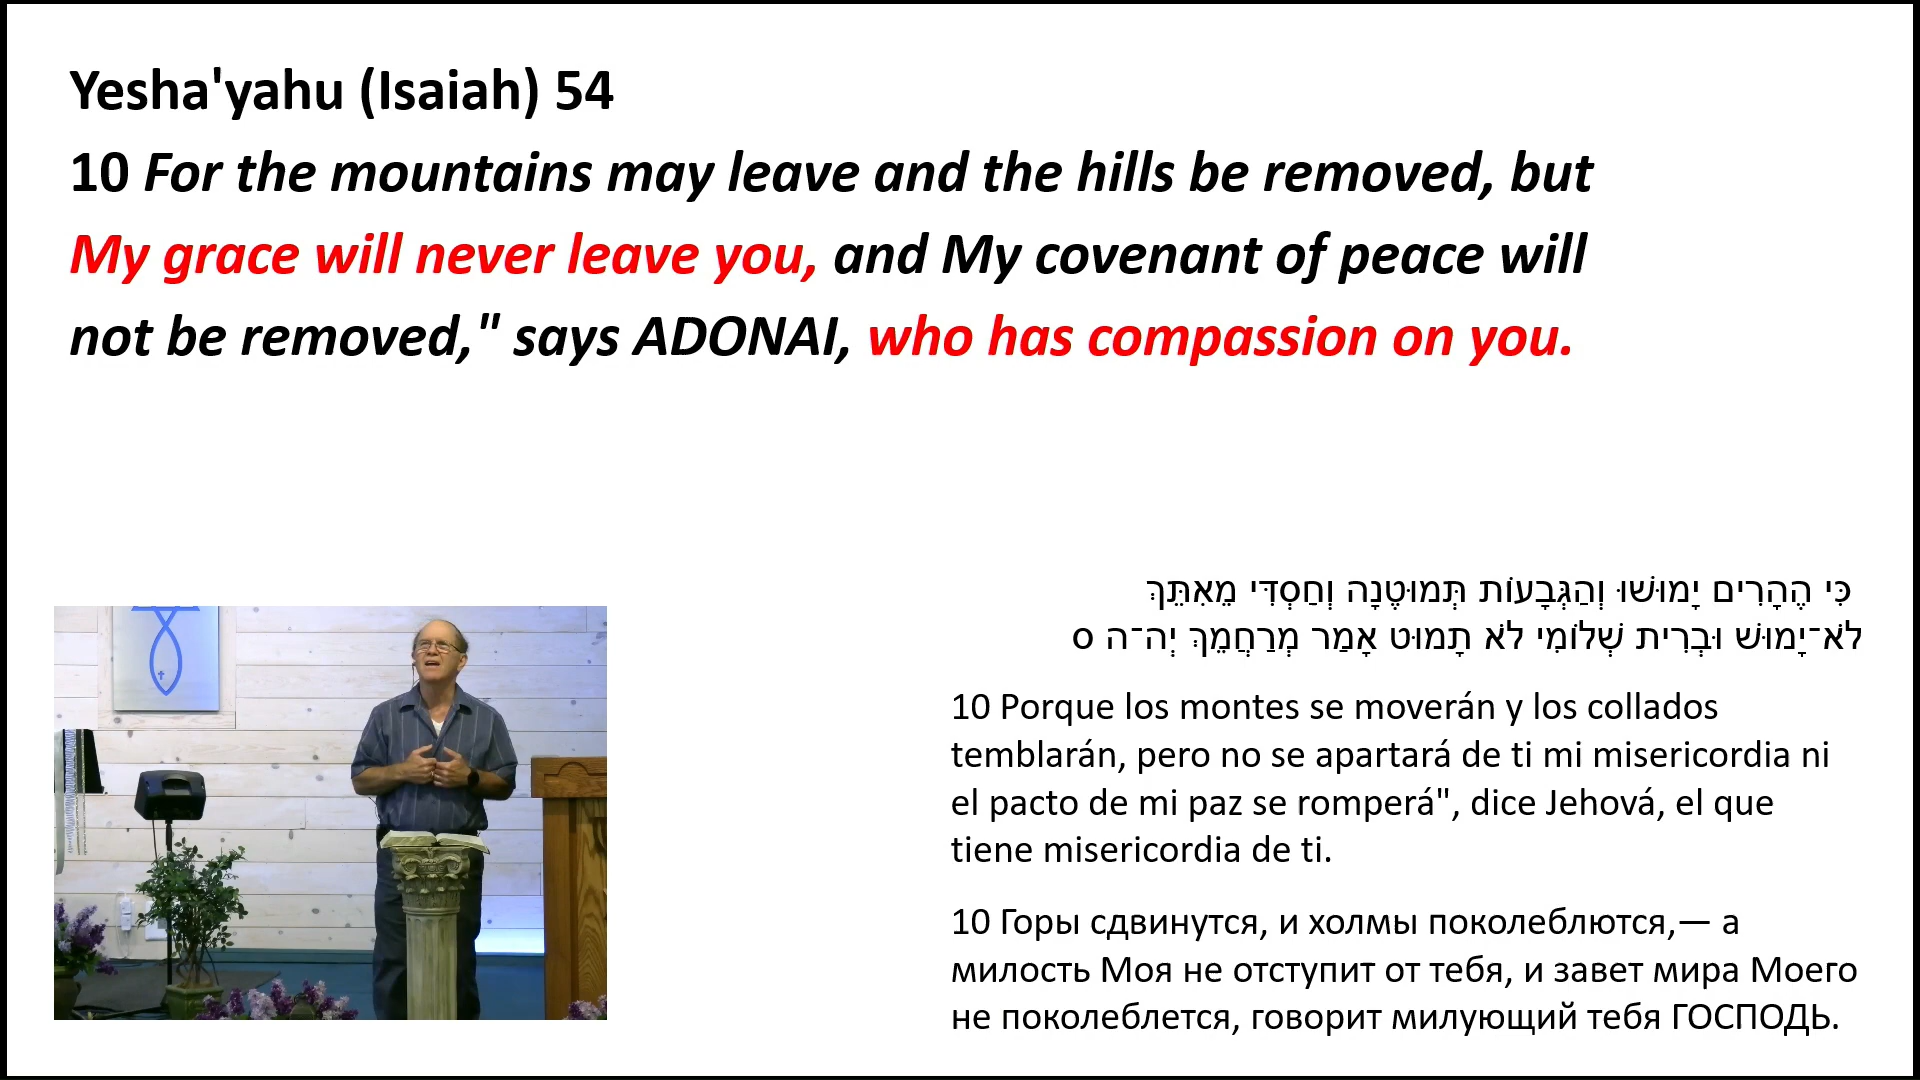 Yesha'yahu (Isaiah) 54
10 For the mountains may leave and the hills be removed, but
My grace will never leave you, and My covenant of peace will
not be removed," says ADONAI, who has compassion on you.
כִּי הֶהָרִים יָמוּשׁוּ וְהַגְּבָעוֹת תְּמוּטֶנָה וְחַסְדִּי מֵאִתֵּךְ
לֹא־יָמוּשׁ וּבְרִית שְׁלוֹמִי לֹא תָמוּט אָמַר מְרַחֲמֵךְ יְה־ה ס
10 Porque los montes se moverán y los collados
temblarán, pero no se apartará de ti mi misericordia ni
el pacto de mi paz se romperá", dice Jehová, el que
tiene misericordia de ti.
10 Горы сдвинутся, и холмы поколеблются,— а
милость Моя не отступит от тебя, и завет мира Моего
не поколеблется, говорит милующий тебя ГОСПОДЬ.